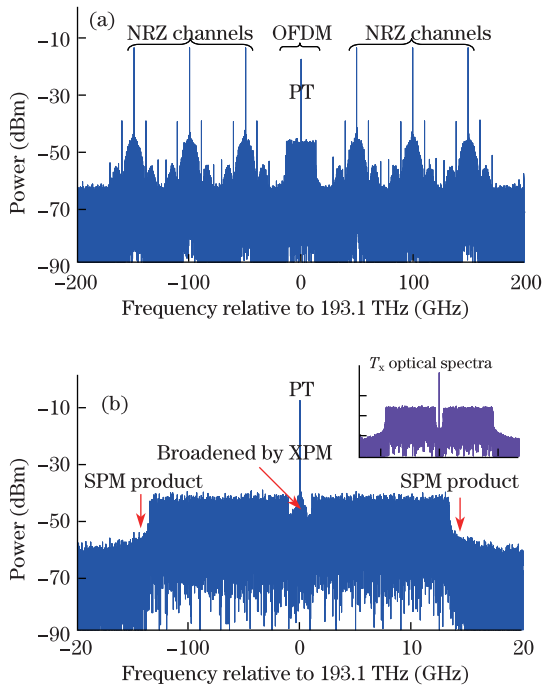 (a)
NRZ channels
OFDM
NRZ channels
PT
Power (dBm)
−10
−30
−50
−70
−90
−200
−100
0
100
200
Frequency relative to 193.1 THz (GHz)
(b)
PT
Tx optical spectra
Broadened by XPM
SPM product
SPM product
Power (dBm)
−10
−30
−50
−70
−90
−20
−100
0
10
20
Frequency relative to 193.1 THz (GHz)